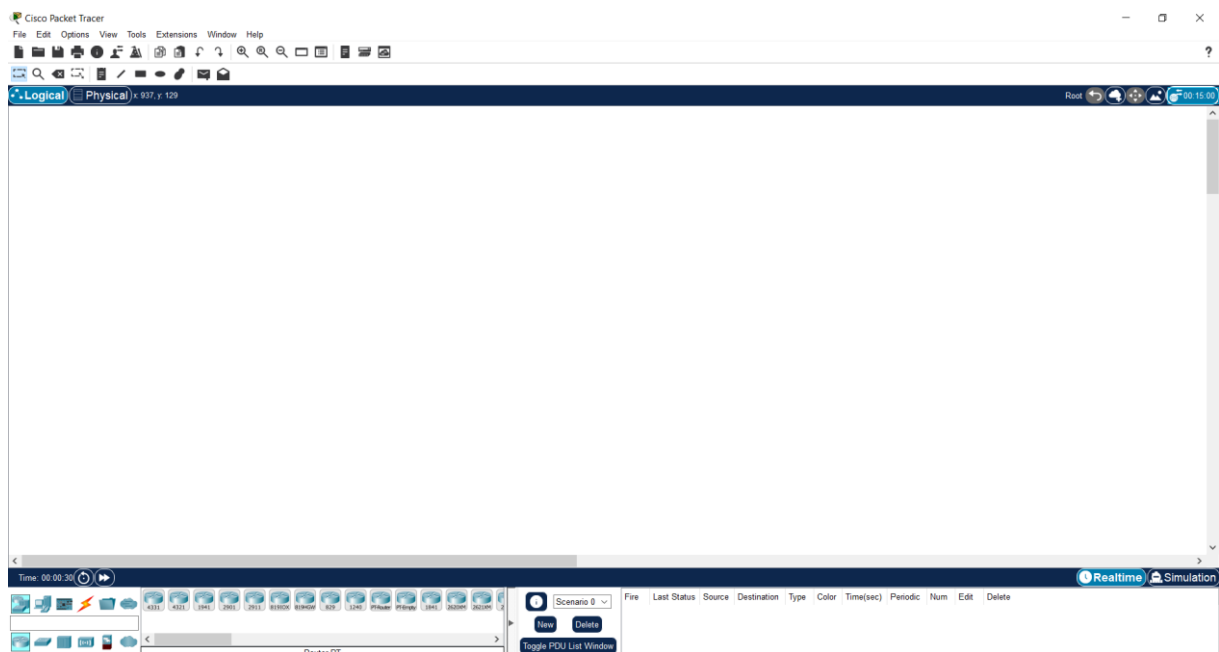 Cisco Packet Tracer
File Edit Options View Tools Extensions Window Help
?
Logical Physical x: 937, y: 129 Root 00:15:00
Time: 00:00:30 Realtime Simulation
4331 4321 1941 2901 2911 819IOX 819HGW 829 1240 PT-Router PT-Empty 1841 2620XM 2621XM
Scenario 0 Fire Last Status Source Destination Type Color Time(sec) Periodic Num Edit Delete
New Delete
Toggle PDU List Window